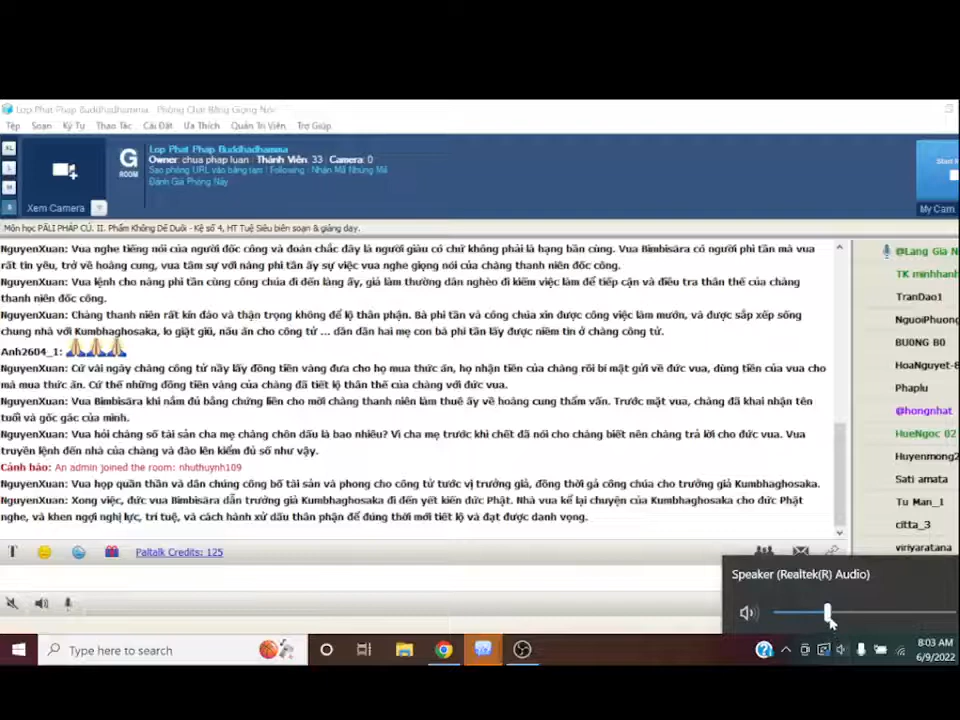 Lop Phat Phap Buddhadhamma - Phòng Chat Bằng Giọng Nói
Tệp Soạn Ký Tự Thao Tác Cài Đặt Ưa Thích Quản Trị Viên Trợ Giúp
Lop Phat Phap Buddhadhamma
Owner: chua phap luan Thành Viên: 33 Camera: 0
Sao phỏng URL vào bảng tạm Following Nhận Mã Nhúng Mã
Đánh Giá Phòng Này
G
ROOM
Xem Camera
My Cam
Môn học PĀLI PHÁP CÚ. II. Phẩm Không Dể Duôi - Kệ số 4, HT Tuệ Siêu biên soạn & giảng dạy.
NguyenXuan: Vua nghe tiếng nói của người đốc công và đoán chắc đây là người giàu có chứ không phải là hạng bần cùng. Vua Bimbisāra có người phi tần mà vua
rất tin yêu, trở về hoàng cung, vua tâm sự với nàng phi tần ấy sự việc vua nghe giọng nói của chàng thanh niên đốc công.
NguyenXuan: Vua lệnh cho nàng phi tần cùng công chúa đi đến làng ấy, giả làm thường dân nghèo đi kiếm việc làm để tiếp cận và điều tra thân thế của chàng
thanh niên đốc công.
NguyenXuan: Chàng thanh niên rất kín đáo và thận trọng không để lộ thân phận. Bà phi tần và công chúa xin được công việc làm mướn, và được sắp xếp sống
chung nhà với Kumbhaghosaka, lo giặt giũ, nấu ăn cho công tử ... dần dần hai mẹ con bà phi tần lấy được niềm tin ở chàng công tử.
Anh2604_1:
NguyenXuan: Cứ vài ngày chàng công tử nầy lấy đồng tiền vàng đưa cho họ mua thức ăn, họ nhận tiền của chàng rồi bí mật gửi về đức vua, dùng tiền của vua cho
mà mua thức ăn. Cứ thế những đồng tiền vàng của chàng đã tiết lộ thân thế của chàng với đức vua.
NguyenXuan: Vua Bimbisāra khi nắm đủ bằng chứng liền cho mời chàng thanh niên làm thuê ấy về hoàng cung thẩm vấn. Trước mặt vua, chàng đã khai nhận tên
tuổi và gốc gác của mình.
NguyenXuan: Vua hỏi chàng số tài sản cha mẹ chàng chôn dấu là bao nhiêu? Vì cha mẹ trước khi chết đã nói cho chàng biết nên chàng trả lời cho đức vua. Vua
truyền lệnh đến nhà của chàng và đào lên kiểm đủ số như vậy.
Cảnh báo: An admin joined the room: nhuthuynh109
NguyenXuan: Vua họp quần thần và dân chúng công bố tài sản và phong cho công tử tước vị trưởng giả, đồng thời gả công chúa cho trưởng giả Kumbhaghosaka.
NguyenXuan: Xong việc, đức vua Bimbisāra dẫn trưởng giả Kumbhaghosaka đi đến yết kiến đức Phật. Nhà vua kể lại chuyện của Kumbhaghosaka cho đức Phật
nghe, và khen ngợi nghị lực, trí tuệ, và cách hành xử dấu thân phận để đúng thời mới tiết lộ và đạt được danh vọng.
@Lang Gia N
TK minhhanh
TranDao1
NguoiPhuong
BU0NG B0
HoaNguyet-8
Phaplu
@hongnhat
HueNgoc 02
Huyenmong2
Sati amata
Tu Man_1
citta_3
viriyaratana
T Paltalk Credits: 125
Speaker (Realtek(R) Audio)
Type here to search
8:03 AM
6/9/2022